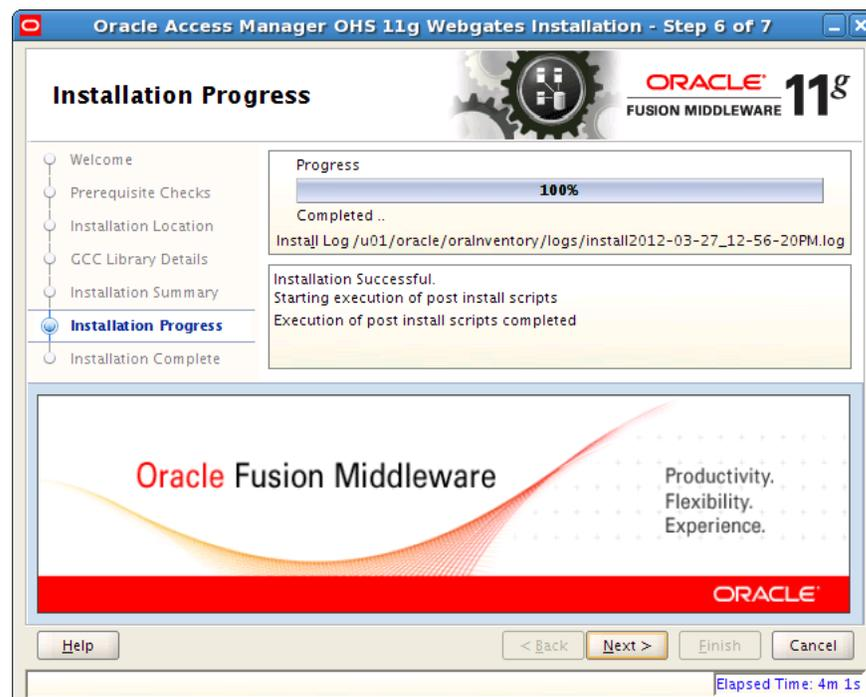 Oracle Access Manager OHS 11g Webgates Installation - Step 6 of 7
Installation Progress
ORACLE 11g
FUSION MIDDLEWARE
Welcome
Prerequisite Checks
Installation Location
GCC Library Details
Installation Summary
Installation Progress
Installation Complete
Progress
100%
Completed ..
Install Log /u01/oracle/oraInventory/logs/install2012-03-27_12-56-20PM.log
Installation Successful.
Starting execution of post install scripts
Execution of post install scripts completed
Oracle Fusion Middleware
Productivity.
Flexibility.
Experience.
ORACLE
Help
< Back
Next >
Finish
Cancel
Elapsed Time: 4m 1s